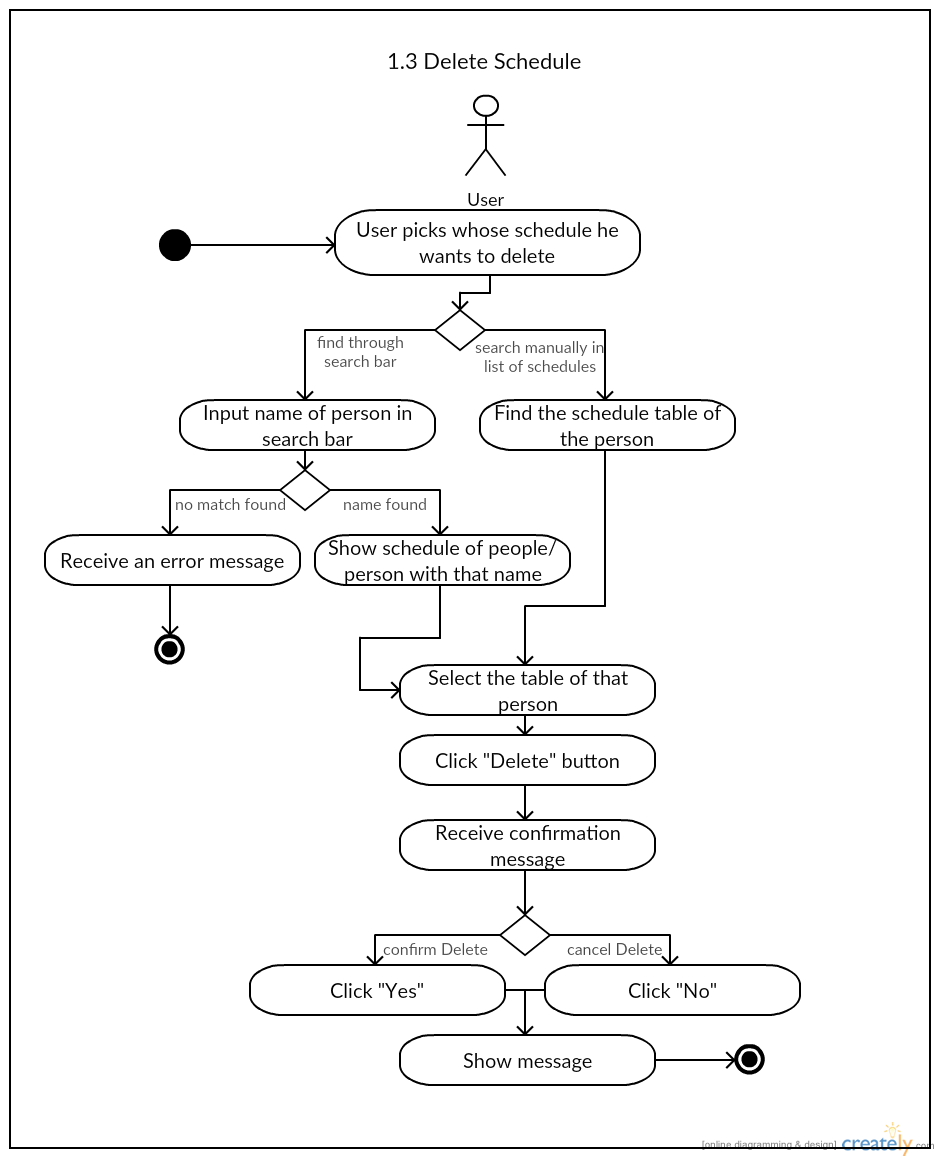 1.3 Delete Schedule
User
User picks whose schedule he
wants to delete
find through
search bar
search manually in
list of schedules
Input name of person in
search bar
Find the schedule table of
the person
no match found
name found
Receive an error message
Show schedule of people/
person with that name
Select the table of that
person
Click "Delete" button
Receive confirmation
message
confirm Delete
cancel Delete
Click "Yes"
Click "No"
Show message
[online diagramming & design] creately.com